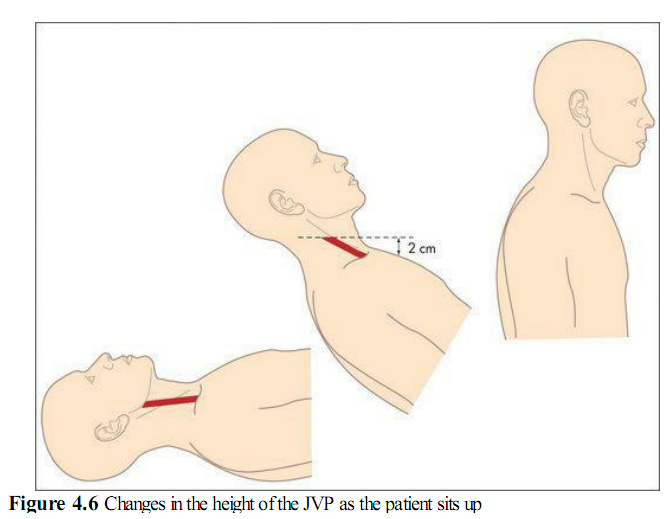 2 cm
Figure 4.6 Changes in the height of the JVP as the patient sits up